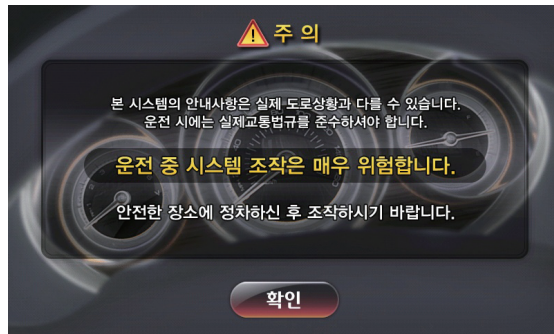 주 의
본 시스템의 안내사항은 실제 도로상황과 다를 수 있습니다.
운전 시에는 실제교통법규를 준수하셔야 합니다.
운전 중 시스템 조작은 매우 위험합니다.
안전한 장소에 정차하신 후 조작하시기 바랍니다.
확인